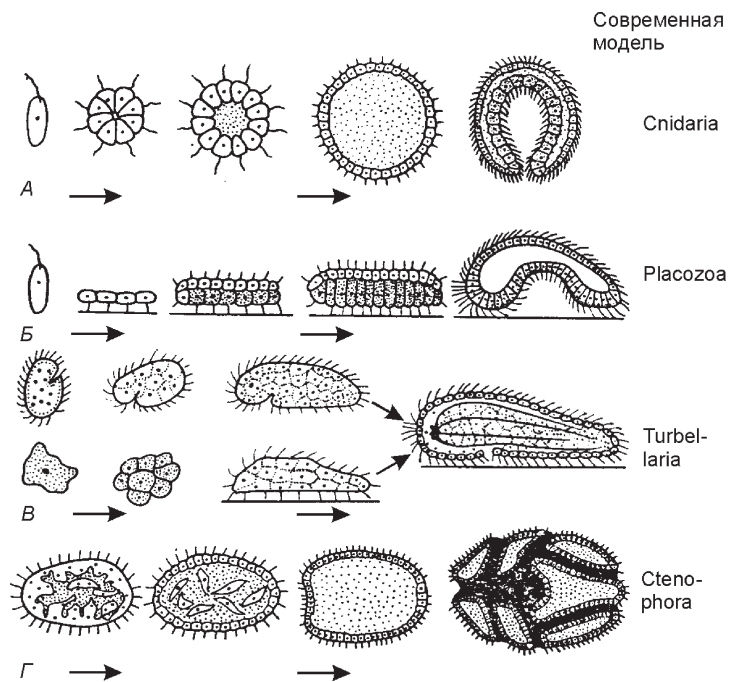 Современная
модель
Cnidaria
А
Placozoa
Б
Turbel-
laria
В
Cteno-
phora
Г